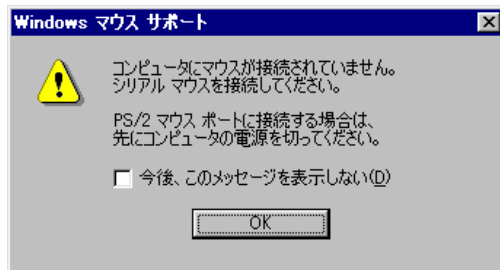 Windows マウス サポート
コンピュータにマウスが接続されていません。
シリアル マウスを接続してください。
PS/2 マウス ポートに接続する場合は、
先にコンピュータの電源を切ってください。
今後、このメッセージを表示しない(D)
OK